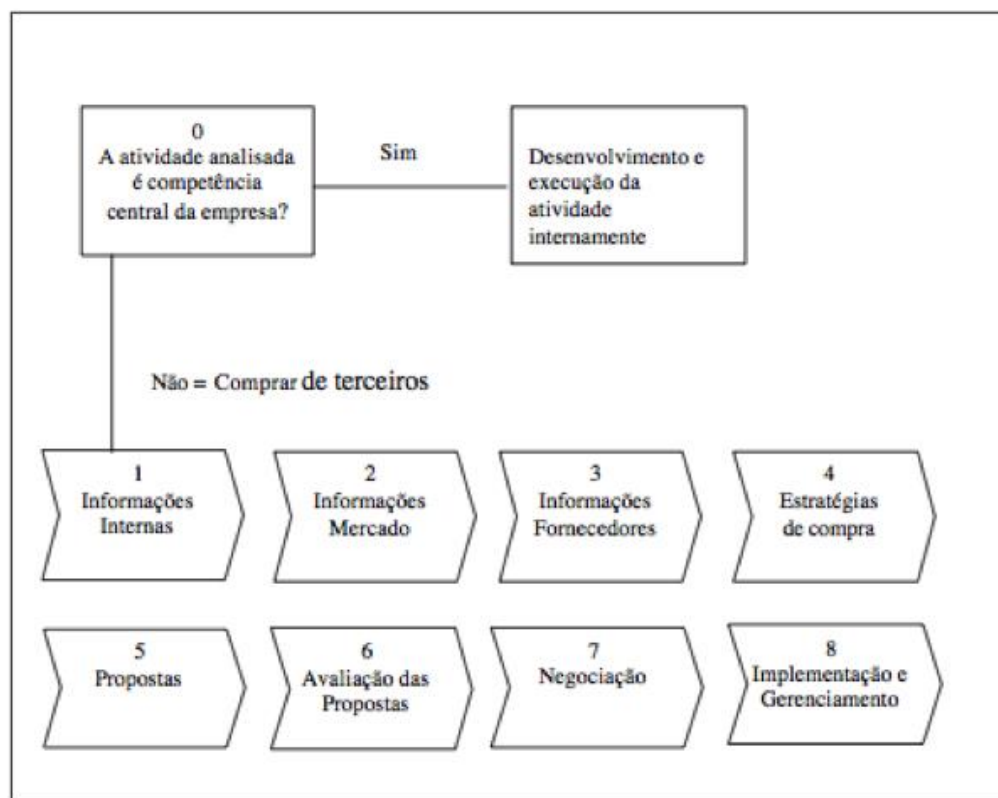 0
A atividade analisada
é competência
central da empresa?
Sim
Desenvolvimento e
execução da
atividade
internamente
Não = Comprar de terceiros
1
Informações
Internas
2
Informações
Mercado
3
Informações
Fornecedores
4
Estratégias
de compra
5
Propostas
6
Avaliação das
Propostas
7
Negociação
8
Implementação e
Gerenciamento